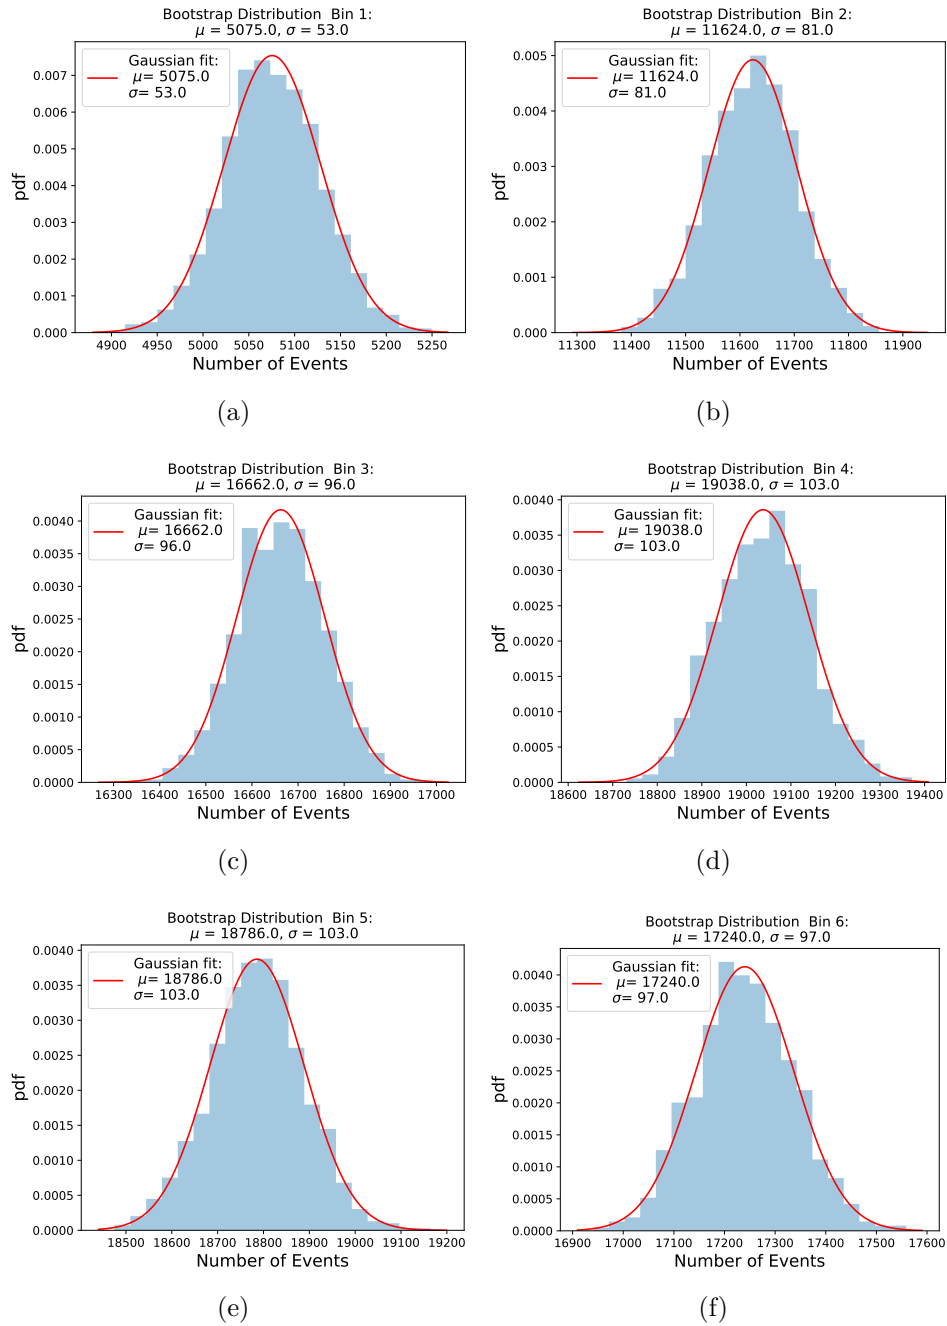 Bootstrap Distribution  Bin 1:
μ = 5075.0, σ = 53.0
Gaussian fit:
μ= 5075.0
σ= 53.0
0.007
0.006
0.005
0.004
0.003
0.002
0.001
0.000
pdf
4900 4950 5000 5050 5100 5150 5200 5250
Number of Events
(a)
Bootstrap Distribution  Bin 2:
μ = 11624.0, σ = 81.0
Gaussian fit:
μ= 11624.0
σ= 81.0
0.005
0.004
0.003
0.002
0.001
0.000
pdf
11300 11400 11500 11600 11700 11800 11900
Number of Events
(b)
Bootstrap Distribution  Bin 3:
μ = 16662.0, σ = 96.0
Gaussian fit:
μ= 16662.0
σ= 96.0
0.0040
0.0035
0.0030
0.0025
0.0020
0.0015
0.0010
0.0005
0.0000
pdf
16300 16400 16500 16600 16700 16800 16900 17000
Number of Events
(c)
Bootstrap Distribution  Bin 4:
μ = 19038.0, σ = 103.0
Gaussian fit:
μ= 19038.0
σ= 103.0
0.0040
0.0035
0.0030
0.0025
0.0020
0.0015
0.0010
0.0005
0.0000
pdf
18600 18700 18800 18900 19000 19100 19200 19300 19400
Number of Events
(d)
Bootstrap Distribution  Bin 5:
μ = 18786.0, σ = 103.0
Gaussian fit:
μ= 18786.0
σ= 103.0
0.0040
0.0035
0.0030
0.0025
0.0020
0.0015
0.0010
0.0005
0.0000
pdf
18500 18600 18700 18800 18900 19000 19100 19200
Number of Events
(e)
Bootstrap Distribution  Bin 6:
μ = 17240.0, σ = 97.0
Gaussian fit:
μ= 17240.0
σ= 97.0
0.0040
0.0035
0.0030
0.0025
0.0020
0.0015
0.0010
0.0005
0.0000
pdf
16900 17000 17100 17200 17300 17400 17500 17600
Number of Events
(f)